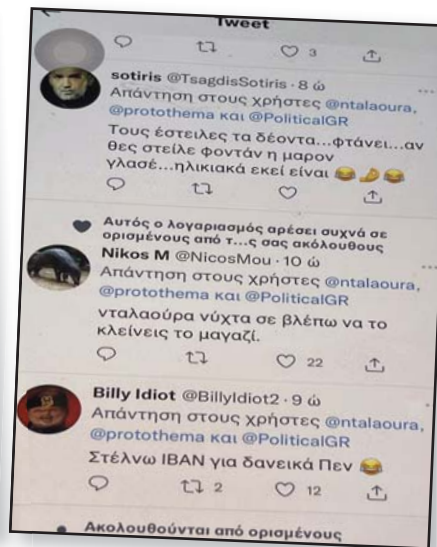 Tweet
3
sotiris @TsagdisSotiris · 8 ώ
Απάντηση στους χρήστες @ntalaoura,
@protothema και @PoliticalGR
Τους έστειλες τα δέοντα...φτάνει...αν
θες στείλε φοντάν η μαρον
γλασέ...ηλικιακά εκεί είναι 😂🤌😂
Αυτός ο λογαριασμός αρέσει συχνά σε
ορισμένους από τ...ς σας ακόλουθους
Nikos M @NicosMou · 10 ώ
Απάντηση στους χρήστες @ntalaoura,
@protothema και @PoliticalGR
νταλαούρα νύχτα σε βλέπω να το
κλείνεις το μαγαζί.
22
Billy Idiot @BillyIdiot2 · 9 ώ
Απάντηση στους χρήστες @ntalaoura,
@protothema και @PoliticalGR
Στέλνω IBAN για δανεικά Πεν 😂
2 12
Ακολουθούνται από ορισμένους